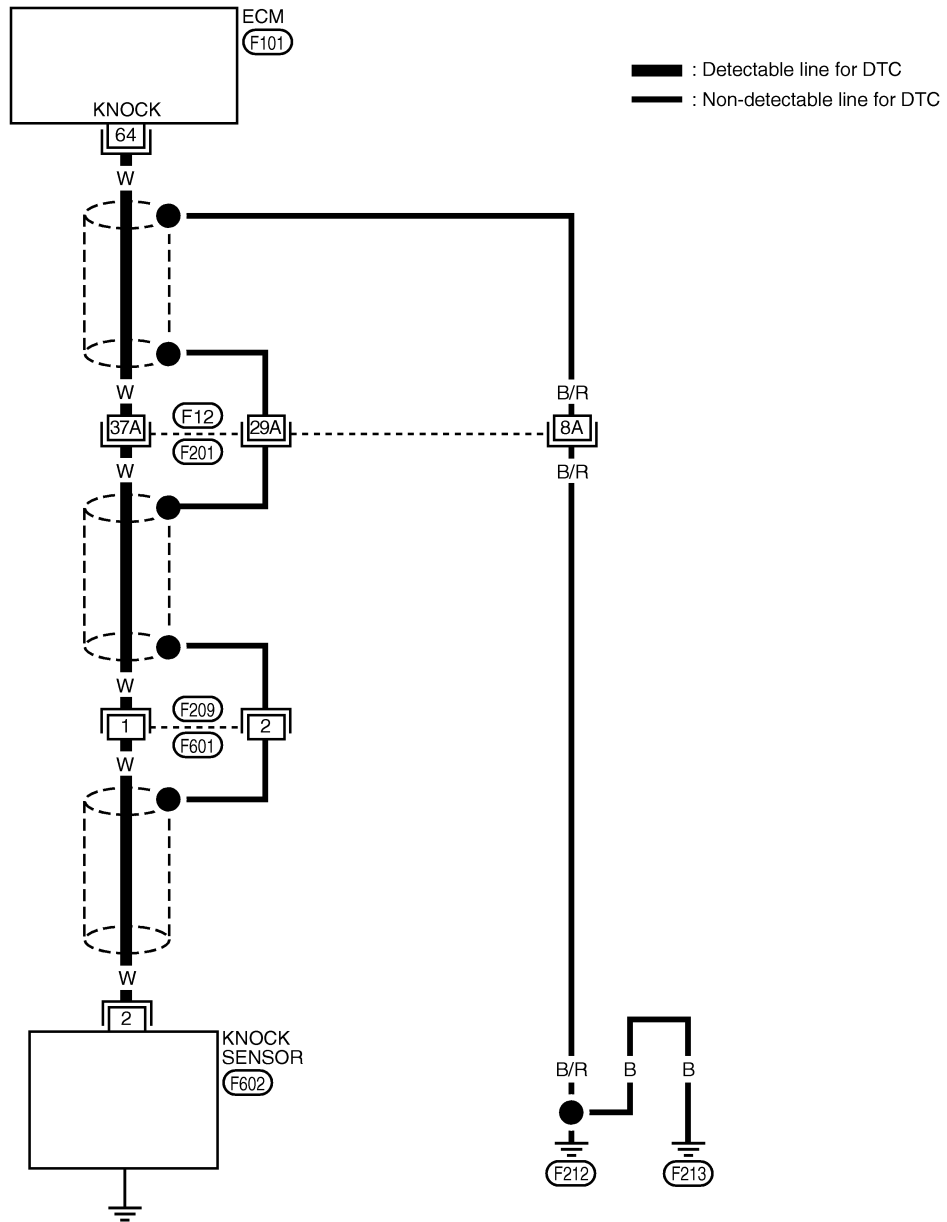 ECM
F101
: Detectable line for DTC
: Non-detectable line for DTC
KNOCK
64
W
W
B/R
37A
F12
29A
8A
F201
W
B/R
W
F209
1
2
F601
W
W
2
KNOCK
SENSOR
F602
B/R
B
B
F212
F213